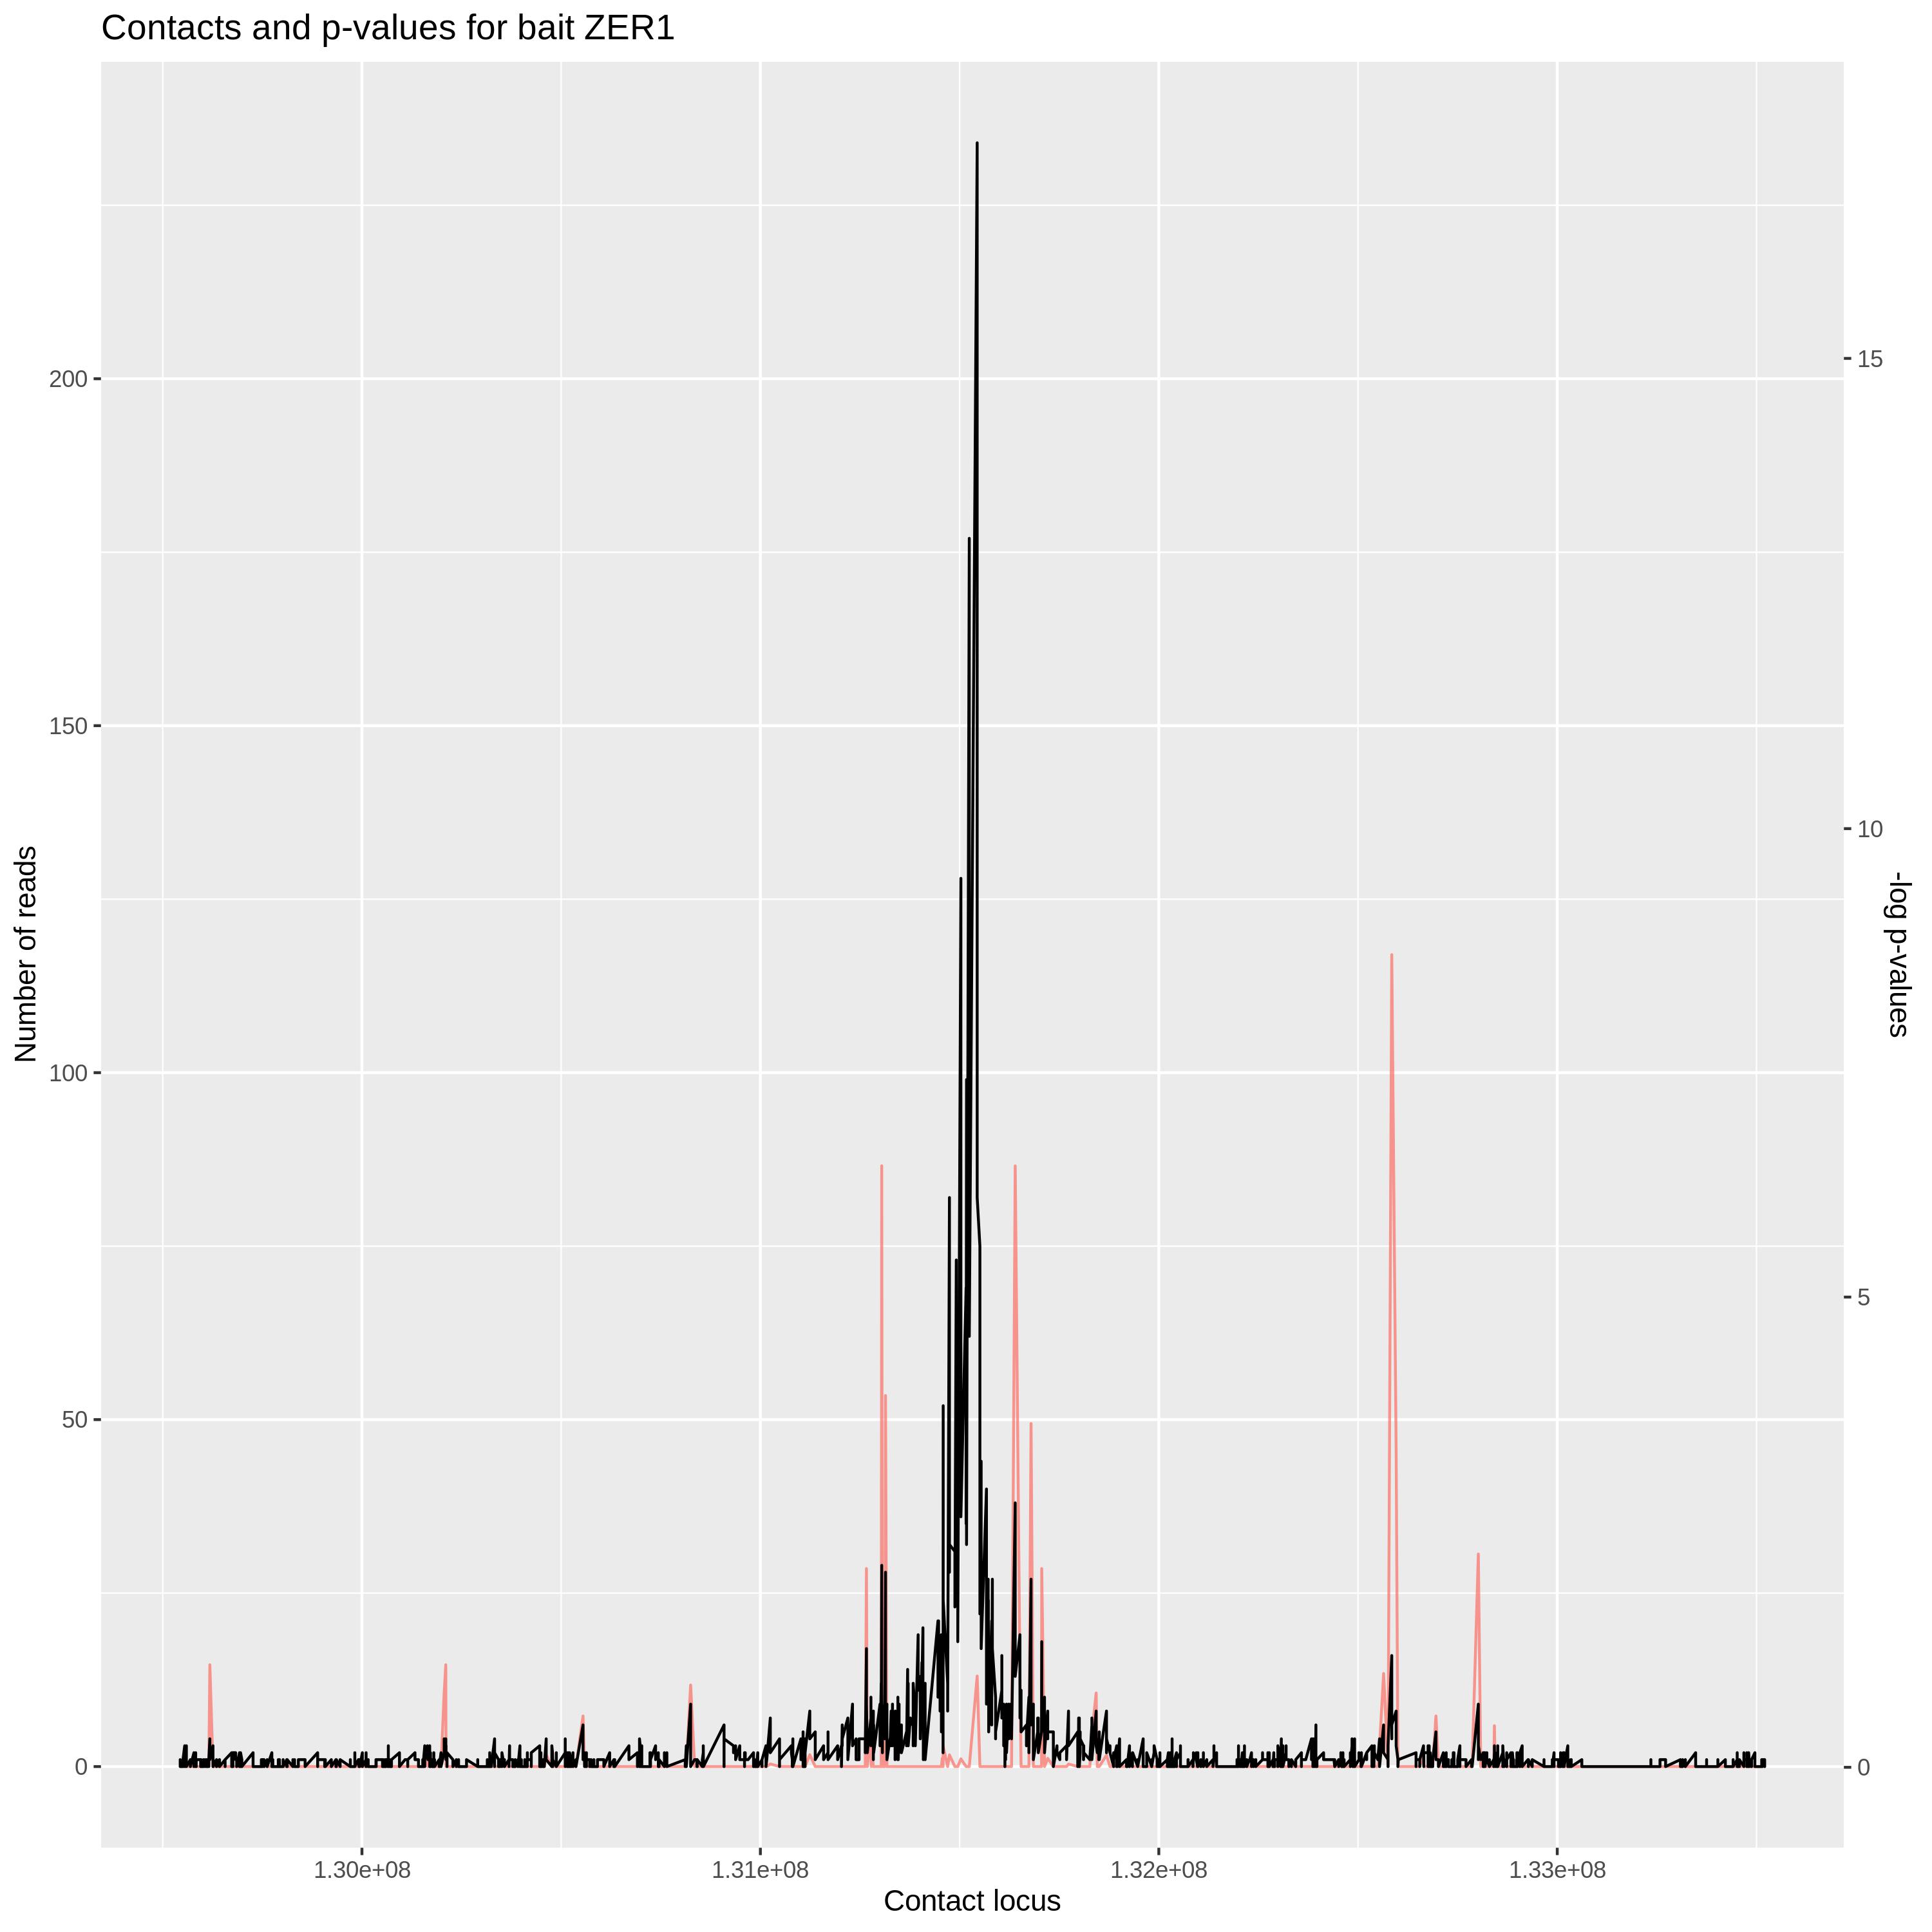 Contacts and p-values for bait ZER1
Number of reads
200
150
100
50
0
15
10
5
0
-log p-values
1.30e+08
1.31e+08
1.32e+08
1.33e+08
Contact locus